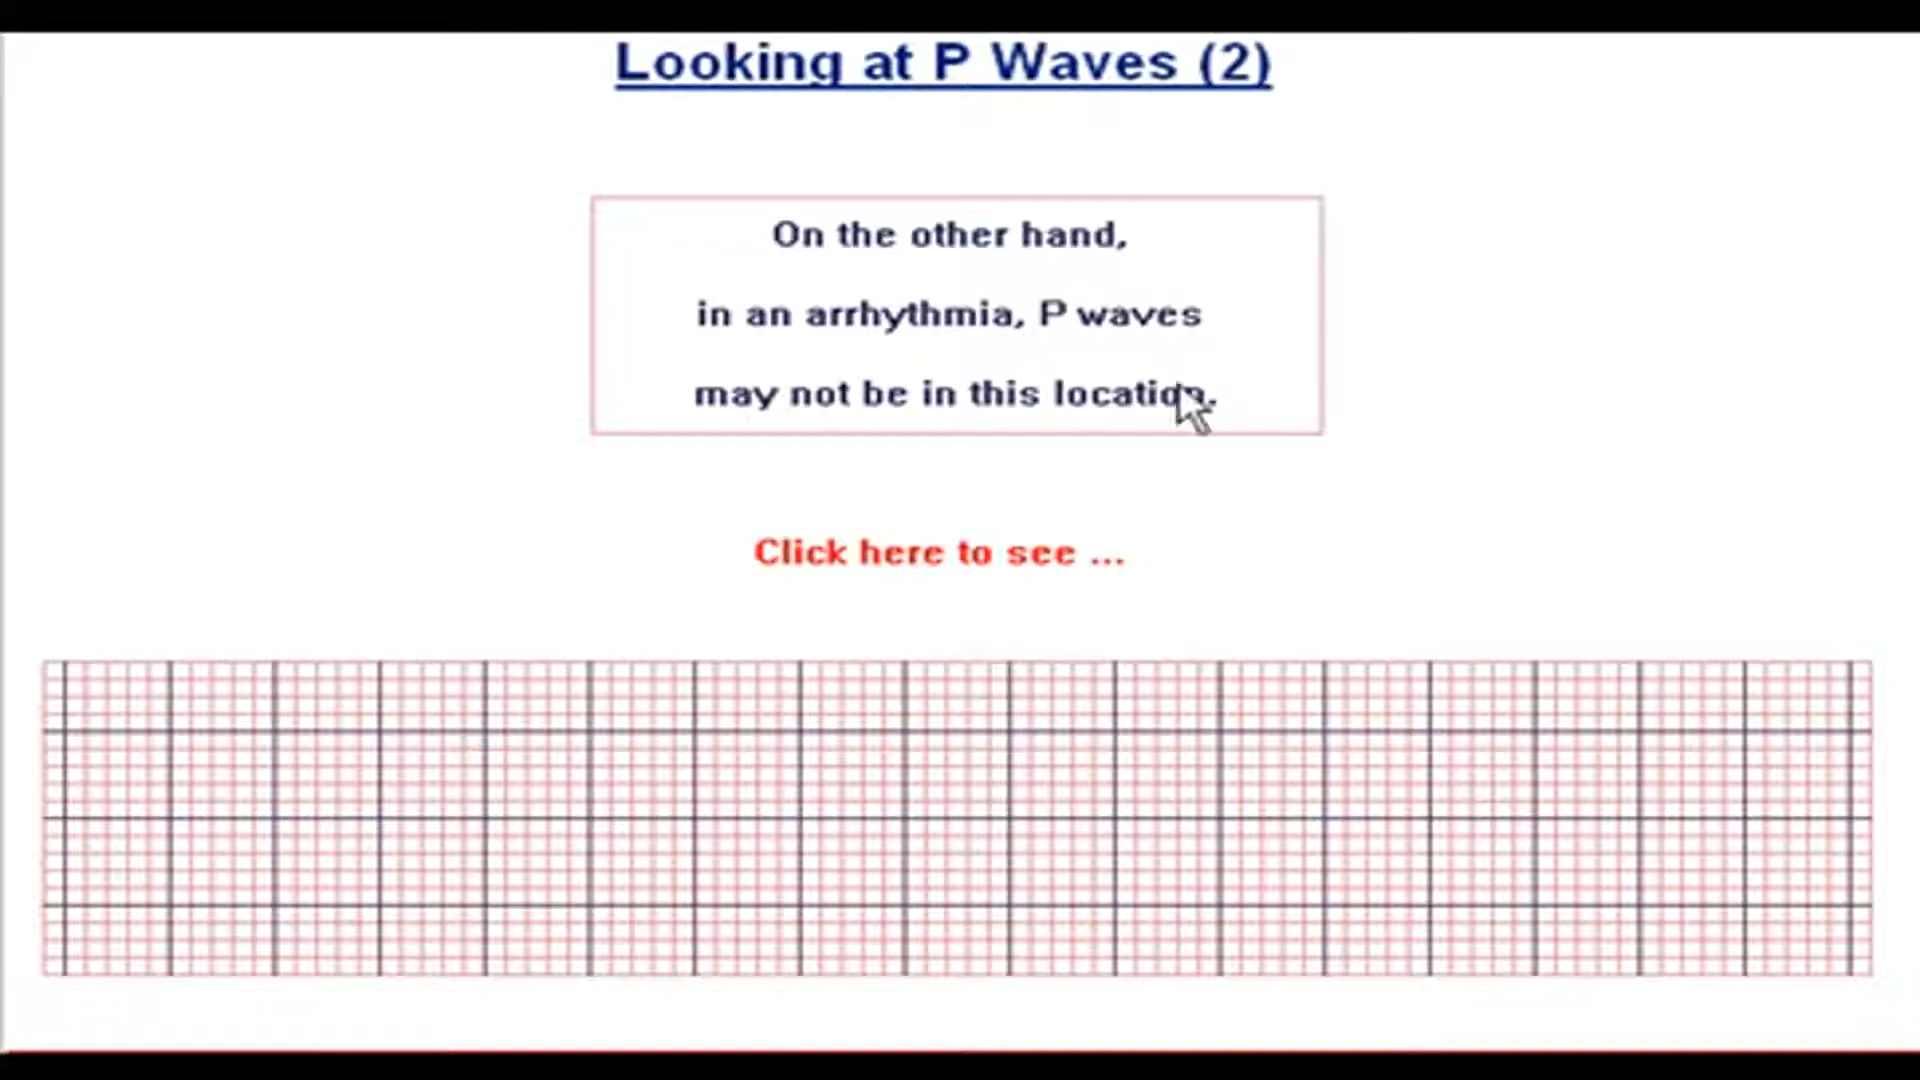 Looking at P Waves (2)
On the other hand,
in an arrhythmia, P waves
may not be in this location.
Click here to see ...